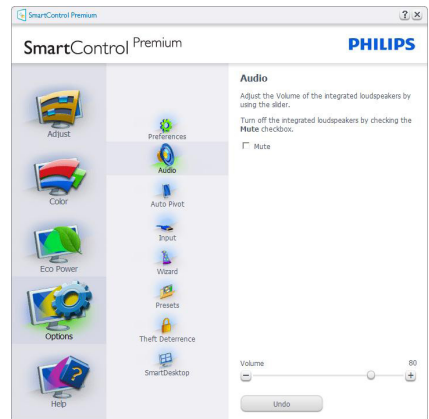 SmartControl Premium
SmartControl Premium
PHILIPS
Adjust
Color
Eco Power
Options
Help
Preferences
Audio
Auto Pivot
Input
Wizard
Presets
Theft Deterrence
SmartDesktop
Audio
Adjust the Volume of the integrated loudspeakers by
using the slider.
Turn off the integrated loudspeakers by checking the
Mute checkbox.
Mute
Volume 80
Undo